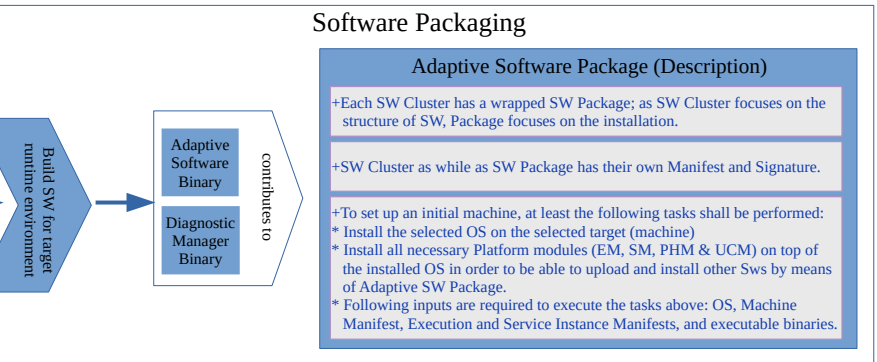 Software Packaging
Build SW for target
runtime environment
Adaptive
Software
Binary
Diagnostic
Manager
Binary
contributes to
Adaptive Software Package (Description)
+Each SW Cluster has a wrapped SW Package; as SW Cluster focuses on the
structure of SW, Package focuses on the installation.
+SW Cluster as while as SW Package has their own Manifest and Signature.
+To set up an initial machine, at least the following tasks shall be performed:
* Install the selected OS on the selected target (machine)
* Install all necessary Platform modules (EM, SM, PHM & UCM) on top of
the installed OS in order to be able to upload and install other Sws by means
of Adaptive SW Package.
* Following inputs are required to execute the tasks above: OS, Machine
Manifest, Execution and Service Instance Manifests, and executable binaries.